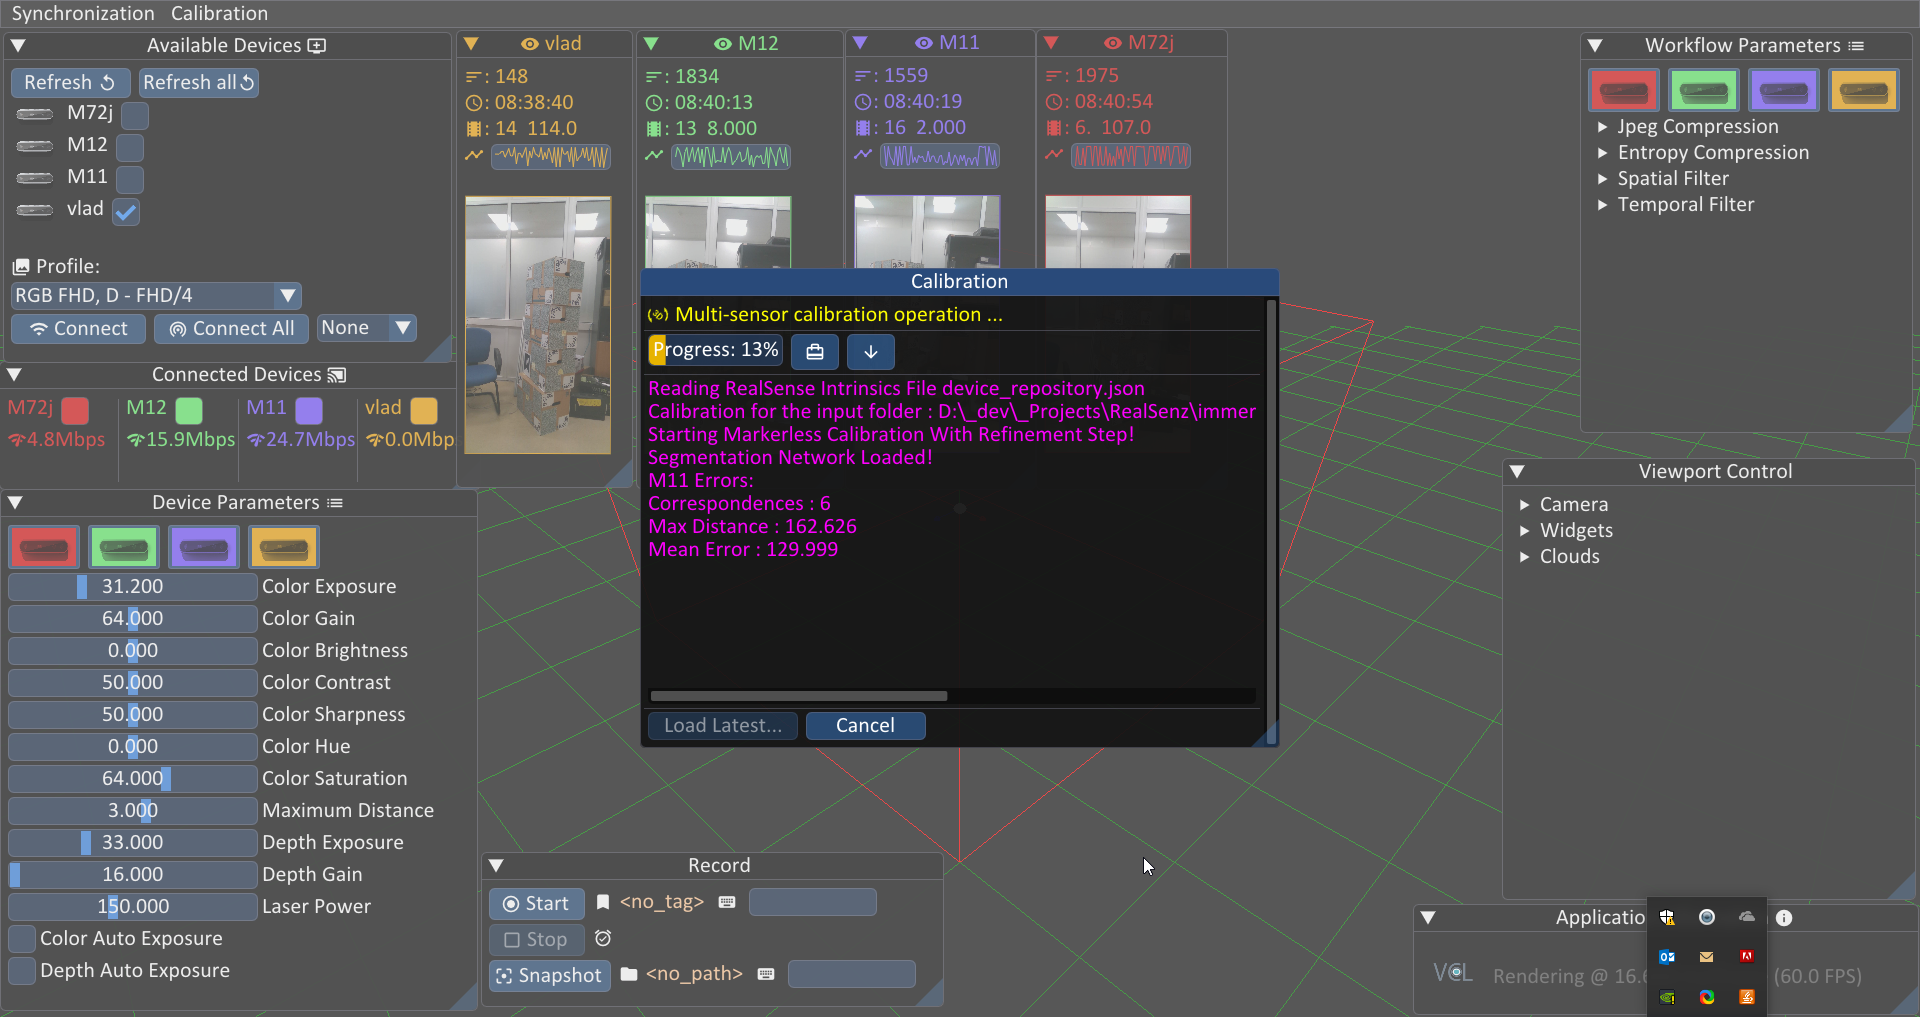 Synchronization Calibration
Available Devices
Refresh
Refresh all
M72j
M12
M11
vlad
Profile:
RGB FHD, D - FHD/4
Connect
Connect All
None
Connected Devices
M72j
4.8Mbps
M12
15.9Mbps
M11
24.7Mbps
vlad
0.0Mbp
Device Parameters
31.200 Color Exposure
64.000 Color Gain
0.000 Color Brightness
50.000 Color Contrast
50.000 Color Sharpness
0.000 Color Hue
64.000 Color Saturation
3.000 Maximum Distance
33.000 Depth Exposure
16.000 Depth Gain
150.000 Laser Power
Color Auto Exposure
Depth Auto Exposure
vlad
: 148
: 08:38:40
: 14 114.0
M12
: 1834
: 08:40:13
: 13 8.000
M11
: 1559
: 08:40:19
: 16 2.000
M72j
: 1975
: 08:40:54
: 6. 107.0
Calibration
Multi-sensor calibration operation ...
Progress: 13%
Reading RealSense Intrinsics File device_repository.json
Calibration for the input folder : D:\_dev\_Projects\RealSenz\immer
Starting Markerless Calibration With Refinement Step!
Segmentation Network Loaded!
M11 Errors:
Correspondences : 6
Max Distance : 162.626
Mean Error : 129.999
Load Latest...
Cancel
Record
Start
<no_tag>
Stop
Snapshot
<no_path>
Workflow Parameters
Jpeg Compression
Entropy Compression
Spatial Filter
Temporal Filter
Viewport Control
Camera
Widgets
Clouds
Applicatio
VCL
Rendering @ 16.
(60.0 FPS)